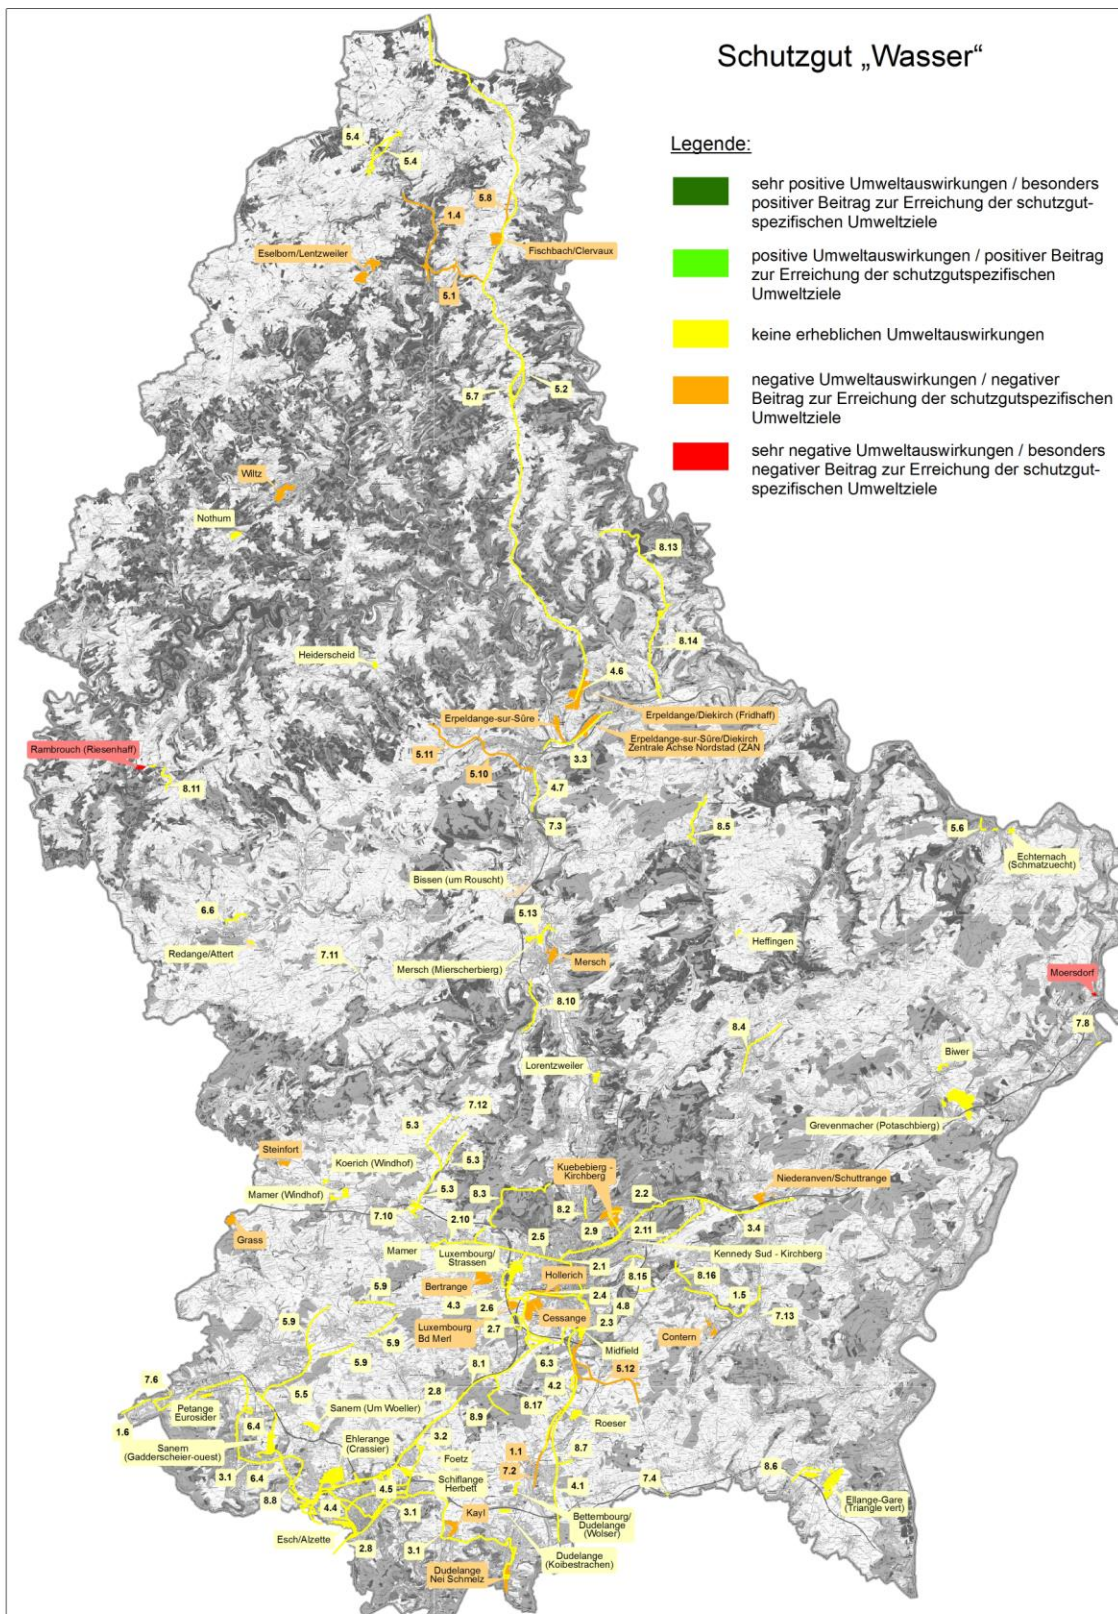 Schutzgut „Wasser“
Legende:
sehr positive Umweltauswirkungen / besonders
positiver Beitrag zur Erreichung der schutzgut-
spezifischen Umweltziele
positive Umweltauswirkungen / positiver Beitrag
zur Erreichung der schutzgutspezifischen
Umweltziele
keine erheblichen Umweltauswirkungen
negative Umweltauswirkungen / negativer
Beitrag zur Erreichung der schutzgutspezifischen
Umweltziele
sehr negative Umweltauswirkungen / besonders
negativer Beitrag zur Erreichung der schutzgut-
spezifischen Umweltziele
5.4
5.4
5.8
1.4
Fischbach/Clervaux
Eselborn/Lentzweiler
5.1
5.2
5.7
Wiltz
Nothum
8.13
8.14
Heiderscheid
4.6
Erpeldange-sur-Sûre
Erpeldange/Diekirch (Fridhaff)
Erpeldange-sur-Sûre/Diekirch
Zentrale Achse Nordstad (ZAN
3.3
5.11
5.10
Rambrouch (Riesenhaff)
8.11
4.7
7.3
8.5
5.6
Echternach
(Schmatzuecht)
Bissen (um Rouscht)
6.6
5.13
Redange/Attert
7.11
Mersch (Mierscherbierg)
Mersch
Heffingen
Moersdorf
8.10
7.8
8.4
Biwer
Lorentzweiler
Grevenmacher (Potaschbierg)
7.12
5.3
Steinfort
Koerich (Windhof)
5.3
Kuebebierg -
Kirchberg
Niederanven/Schuttrange
Mamer (Windhof)
5.3
8.3
2.2
8.2
7.10
2.10
2.9
2.11
3.4
Grass
2.5
Mamer
Luxembourg/
Strassen
Kennedy Sud - Kirchberg
2.1
Hollerich
8.15
8.16
Bertrange
5.9
2.4
1.5
4.3
2.6
4.8
Cessange
7.13
5.9
Luxembourg
Bd Merl
2.7
2.3
Contern
5.9
Midfield
5.9
8.1
6.3
5.12
7.6
5.5
2.8
4.2
Petange
Eurosider
8.9
8.17
Sanem (Um Woeller)
Roeser
1.6
6.4
3.2
Sanem
(Gadderscheier-ouest)
Ehlerange
(Crassier)
Foetz
1.1
8.7
3.1
6.4
Schiflange
Herbett
7.2
4.1
7.4
8.6
8.8
4.4
4.5
3.1
Ellange-Gare
(Triangle vert)
Kayl
Bettembourg/
Dudelange
(Wolser)
Esch/Alzette
2.8
3.1
Dudelange
(Koibestrachen)
Dudelange
Nei Schmelz